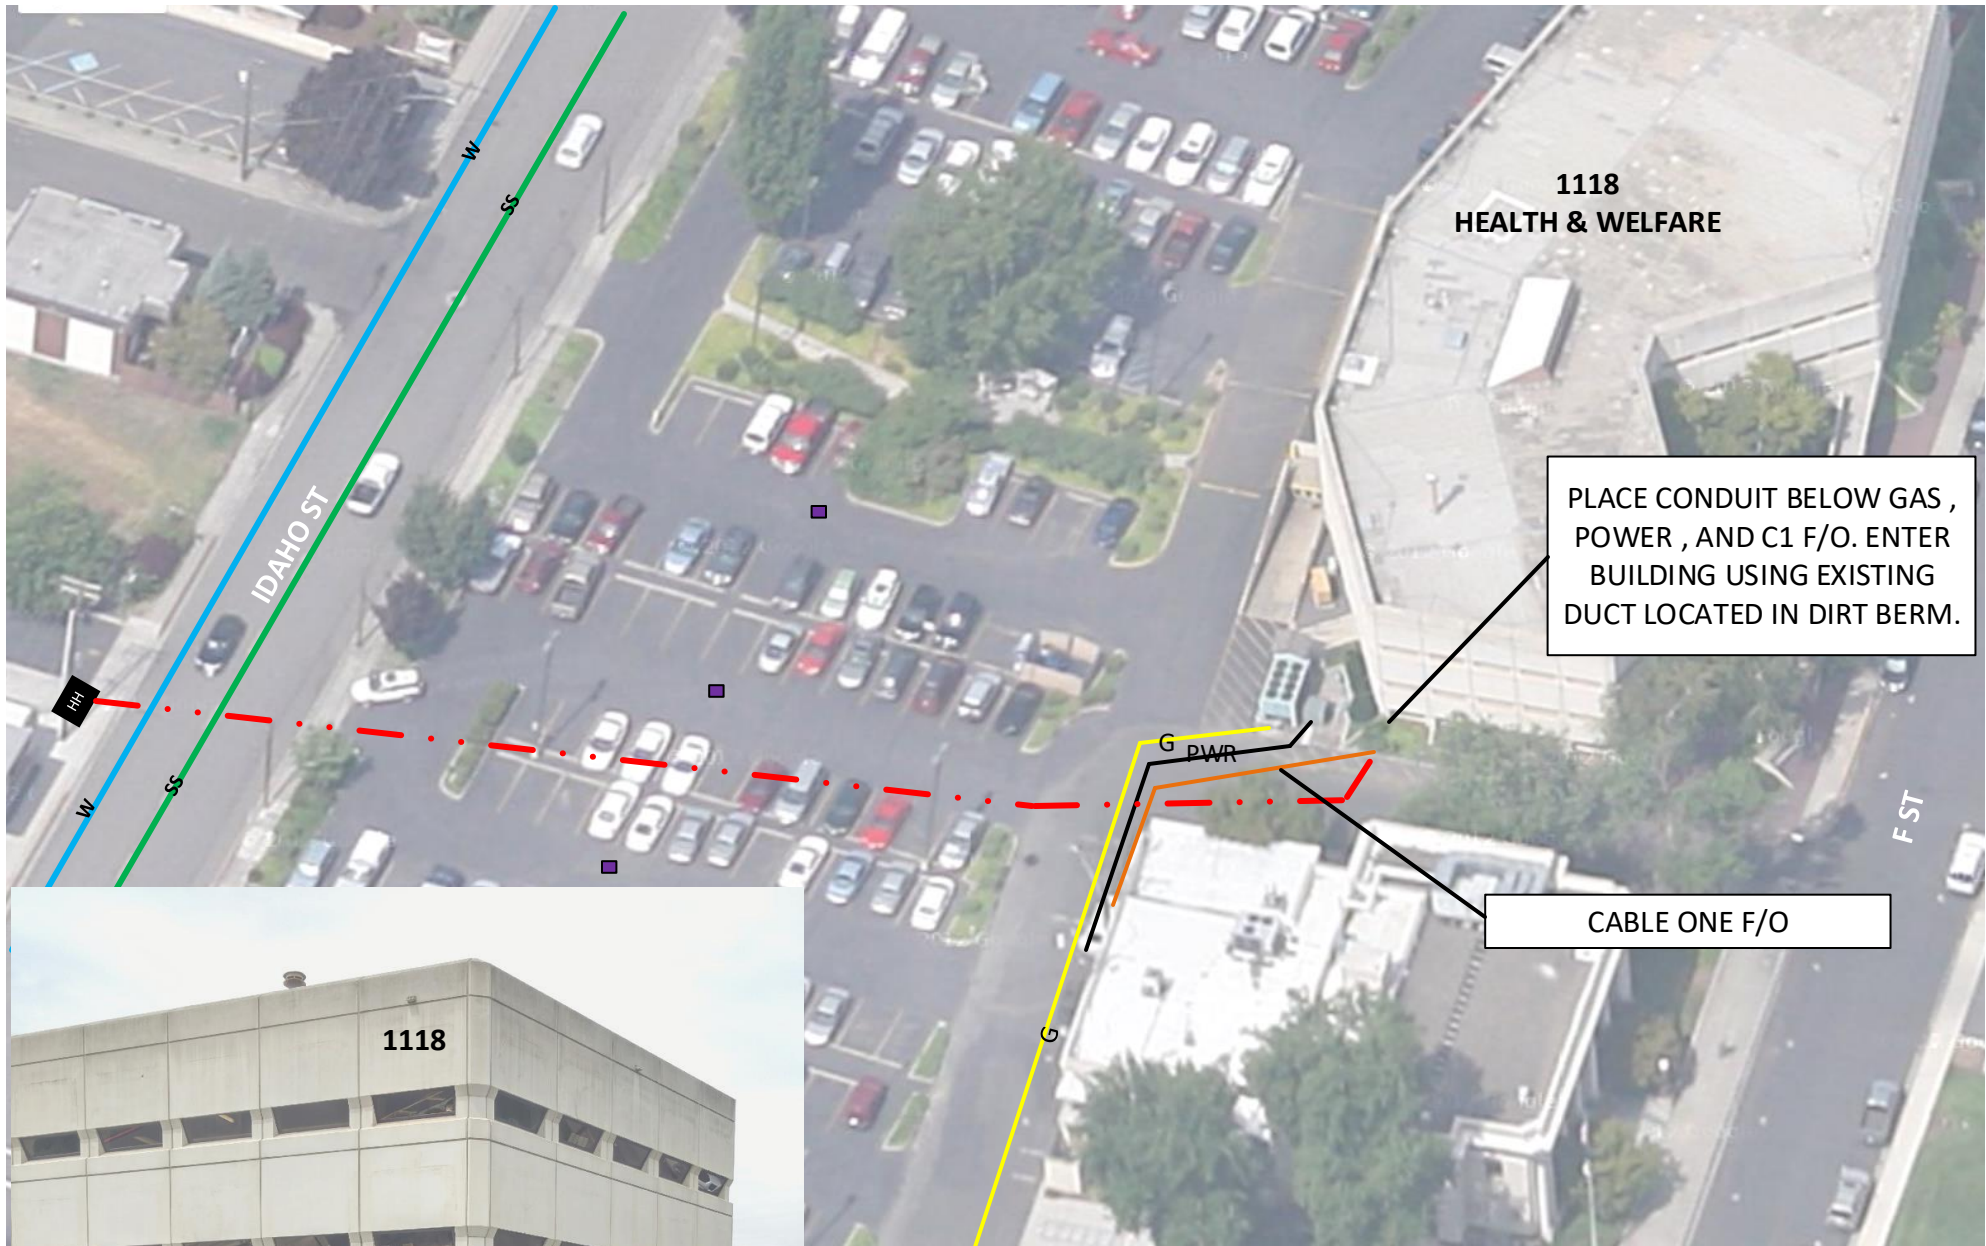 W
SS
1118
HEALTH & WELFARE
IDAHO ST
PLACE CONDUIT BELOW GAS ,
POWER , AND C1 F/O. ENTER
BUILDING USING EXISTING
DUCT LOCATED IN DIRT BERM.
HH
G
PWR
SS
W
F ST
CABLE ONE F/O
G
1118